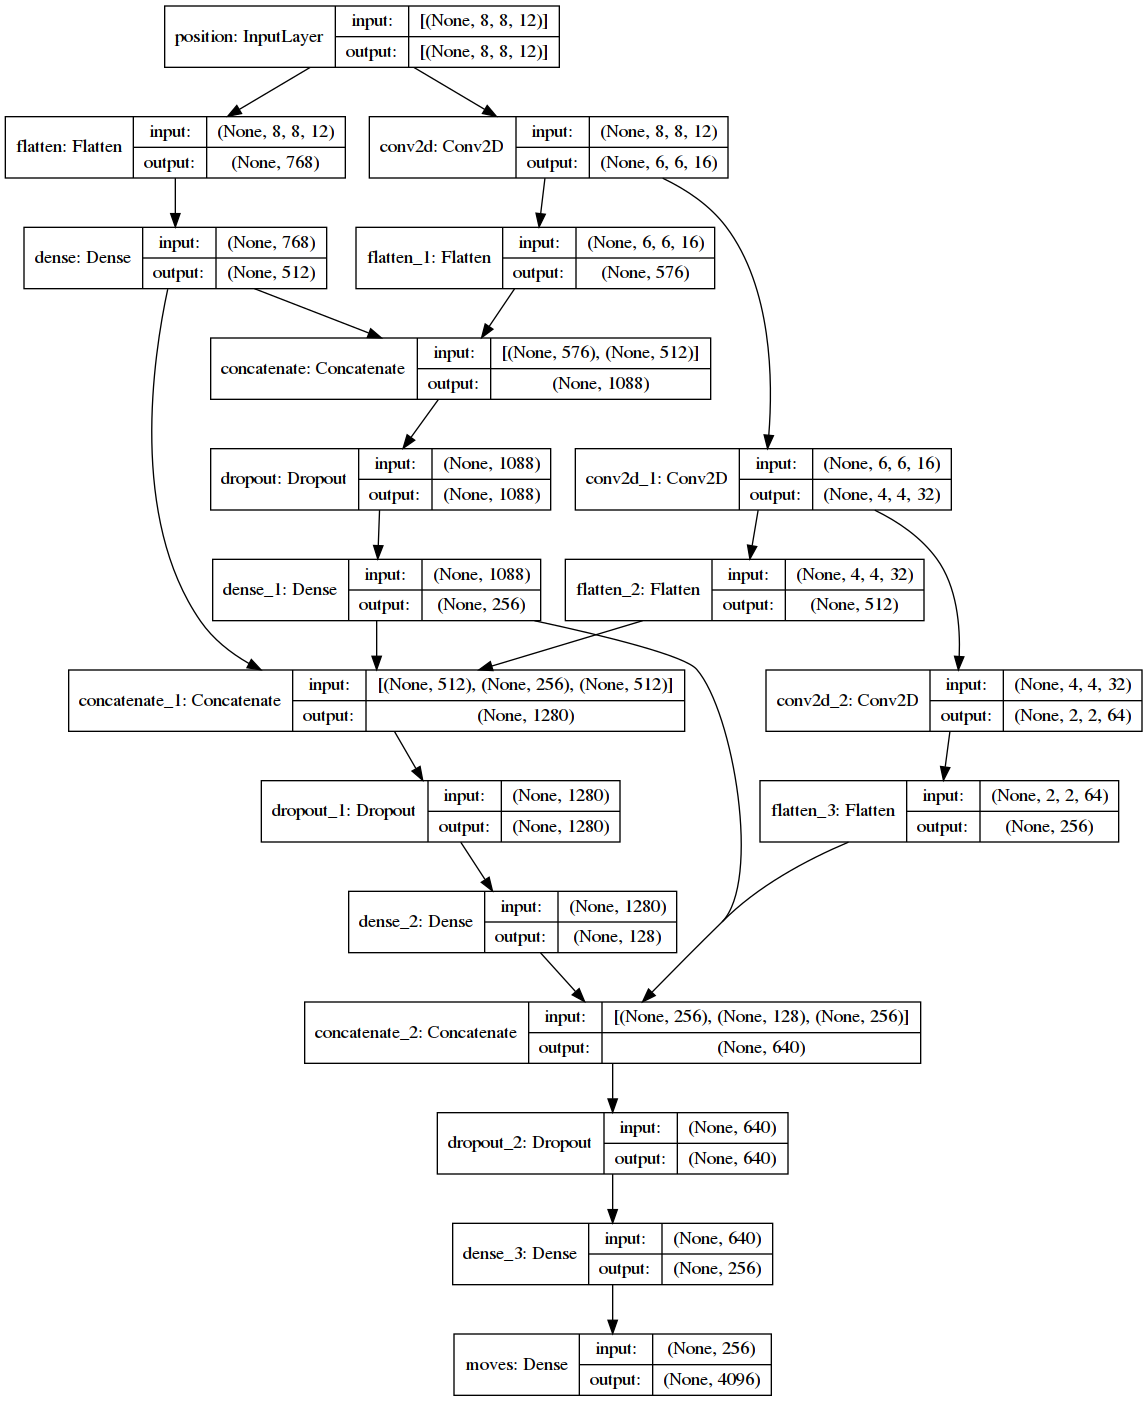 position: InputLayer
input:
[(None, 8, 8, 12)]
output:
[(None, 8, 8, 12)]
flatten: Flatten
input:
(None, 8, 8, 12)
output:
(None, 768)
conv2d: Conv2D
input:
(None, 8, 8, 12)
output:
(None, 6, 6, 16)
dense: Dense
input:
(None, 768)
output:
(None, 512)
flatten_1: Flatten
input:
(None, 6, 6, 16)
output:
(None, 576)
concatenate: Concatenate
input:
[(None, 576), (None, 512)]
output:
(None, 1088)
dropout: Dropout
input:
(None, 1088)
output:
(None, 1088)
conv2d_1: Conv2D
input:
(None, 6, 6, 16)
output:
(None, 4, 4, 32)
dense_1: Dense
input:
(None, 1088)
output:
(None, 256)
flatten_2: Flatten
input:
(None, 4, 4, 32)
output:
(None, 512)
concatenate_1: Concatenate
input:
[(None, 512), (None, 256), (None, 512)]
output:
(None, 1280)
conv2d_2: Conv2D
input:
(None, 4, 4, 32)
output:
(None, 2, 2, 64)
dropout_1: Dropout
input:
(None, 1280)
output:
(None, 1280)
flatten_3: Flatten
input:
(None, 2, 2, 64)
output:
(None, 256)
dense_2: Dense
input:
(None, 1280)
output:
(None, 128)
concatenate_2: Concatenate
input:
[(None, 256), (None, 128), (None, 256)]
output:
(None, 640)
dropout_2: Dropout
input:
(None, 640)
output:
(None, 640)
dense_3: Dense
input:
(None, 640)
output:
(None, 256)
moves: Dense
input:
(None, 256)
output:
(None, 4096)